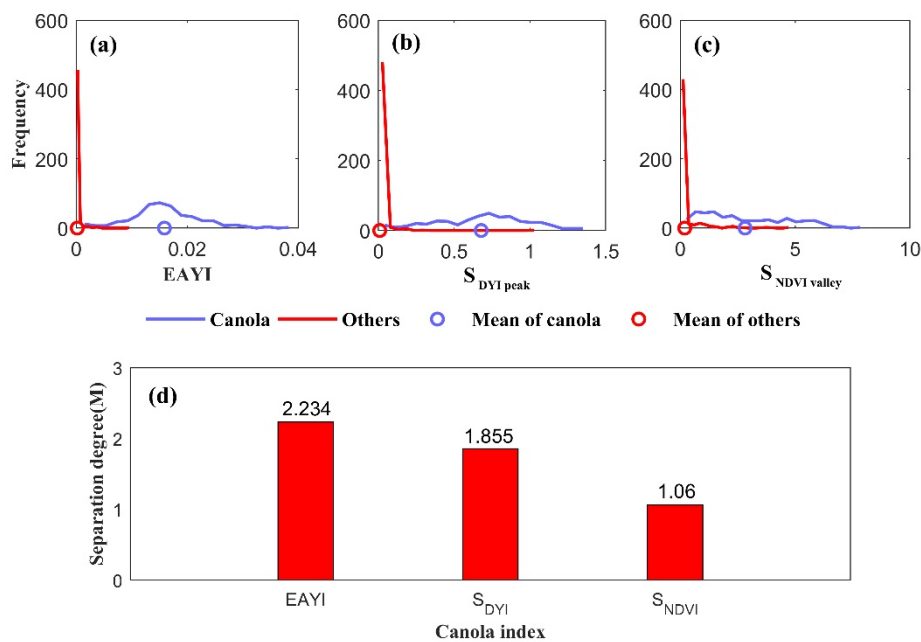 600
400
200
0
Frequency
(a)
0 0.02 0.04
EAYI
600
400
200
0
(b)
0 0.5 1 1.5
S DYI peak
600
400
200
0
(c)
0 5 10
S NDVI valley
Canola Others Mean of canola Mean of others
3
2
1
0
Separation degree(M)
(d)
2.234
1.855
1.06
EAYI SDYI SNDVI
Canola index